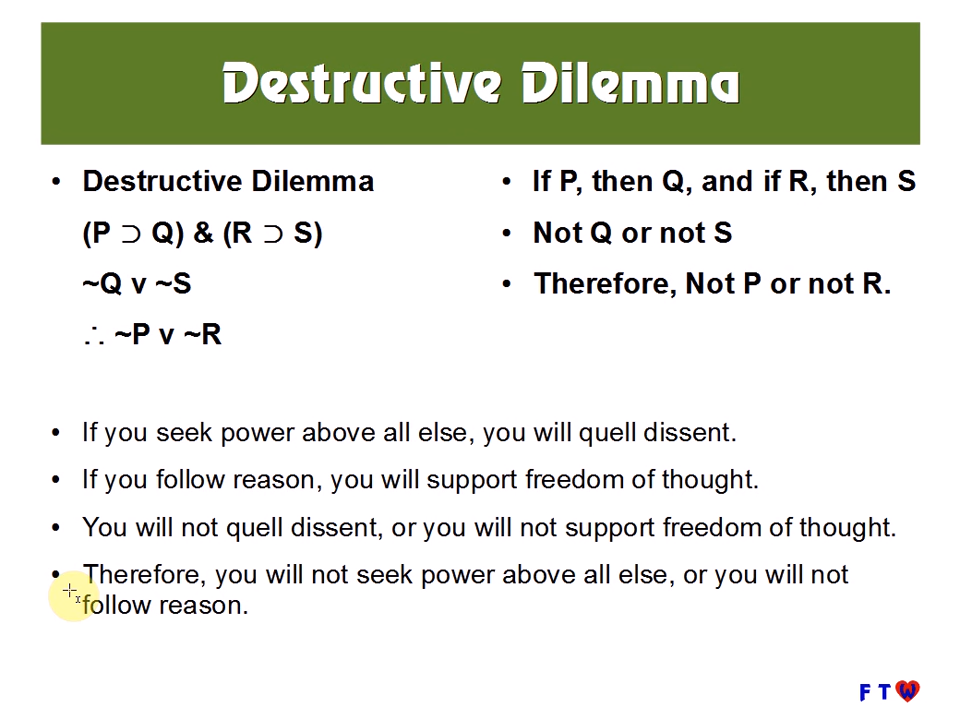 Destructive Dilemma
• Destructive Dilemma
(P ⊃ Q) & (R ⊃ S)
~Q v ~S
∴ ~P v ~R
• If P, then Q, and if R, then S
• Not Q or not S
• Therefore, Not P or not R.
• If you seek power above all else, you will quell dissent.
• If you follow reason, you will support freedom of thought.
• You will not quell dissent, or you will not support freedom of thought.
• Therefore, you will not seek power above all else, or you will not
follow reason.
F T W